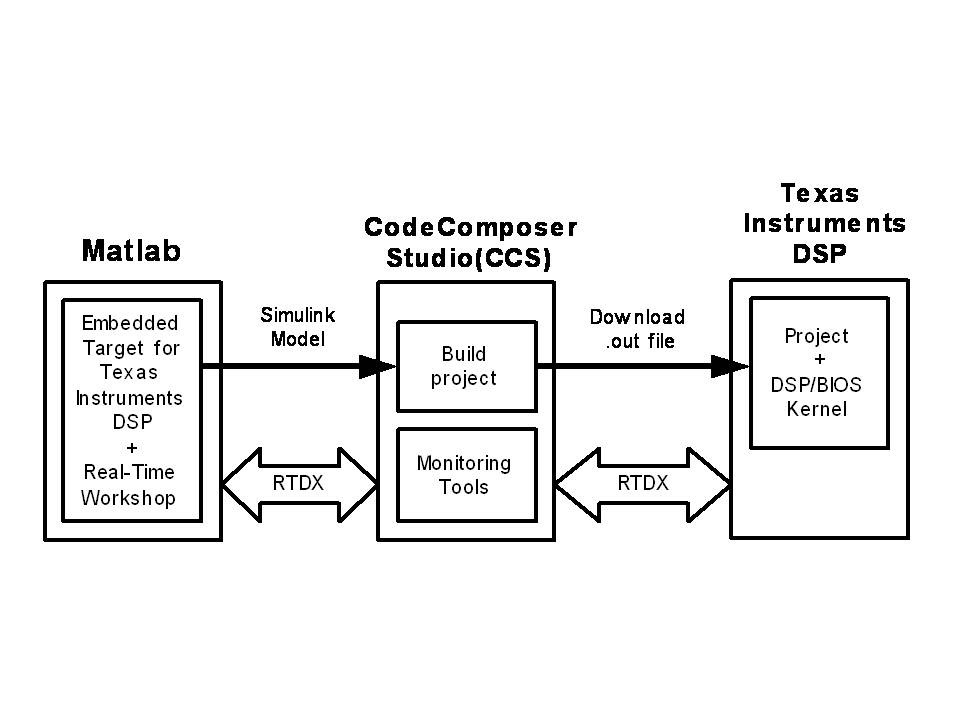 Matlab
Embedded
Target for
Texas
Instruments
DSP
+
Real-Time
Workshop
Simulink
Model
RTDX
CodeComposer
Studio(CCS)
Build
project
Monitoring
Tools
Download
.out file
RTDX
Texas
Instruments
DSP
Project
+
DSP/BIOS
Kernel